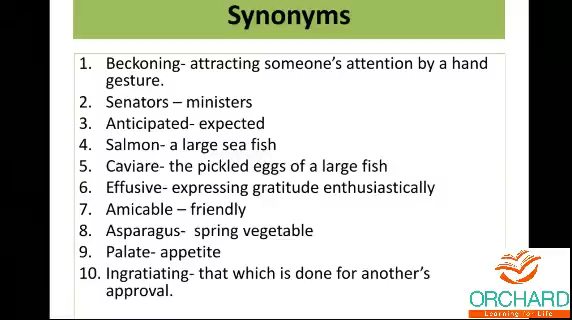 Synonyms
1. Beckoning- attracting someone's attention by a hand
gesture.
2. Senators – ministers
3. Anticipated- expected
4. Salmon- a large sea fish
5. Caviare- the pickled eggs of a large fish
6. Effusive- expressing gratitude enthusiastically
7. Amicable – friendly
8. Asparagus- spring vegetable
9. Palate- appetite
10. Ingratiating- that which is done for another's
approval.
ORCHARD
Learning for Life